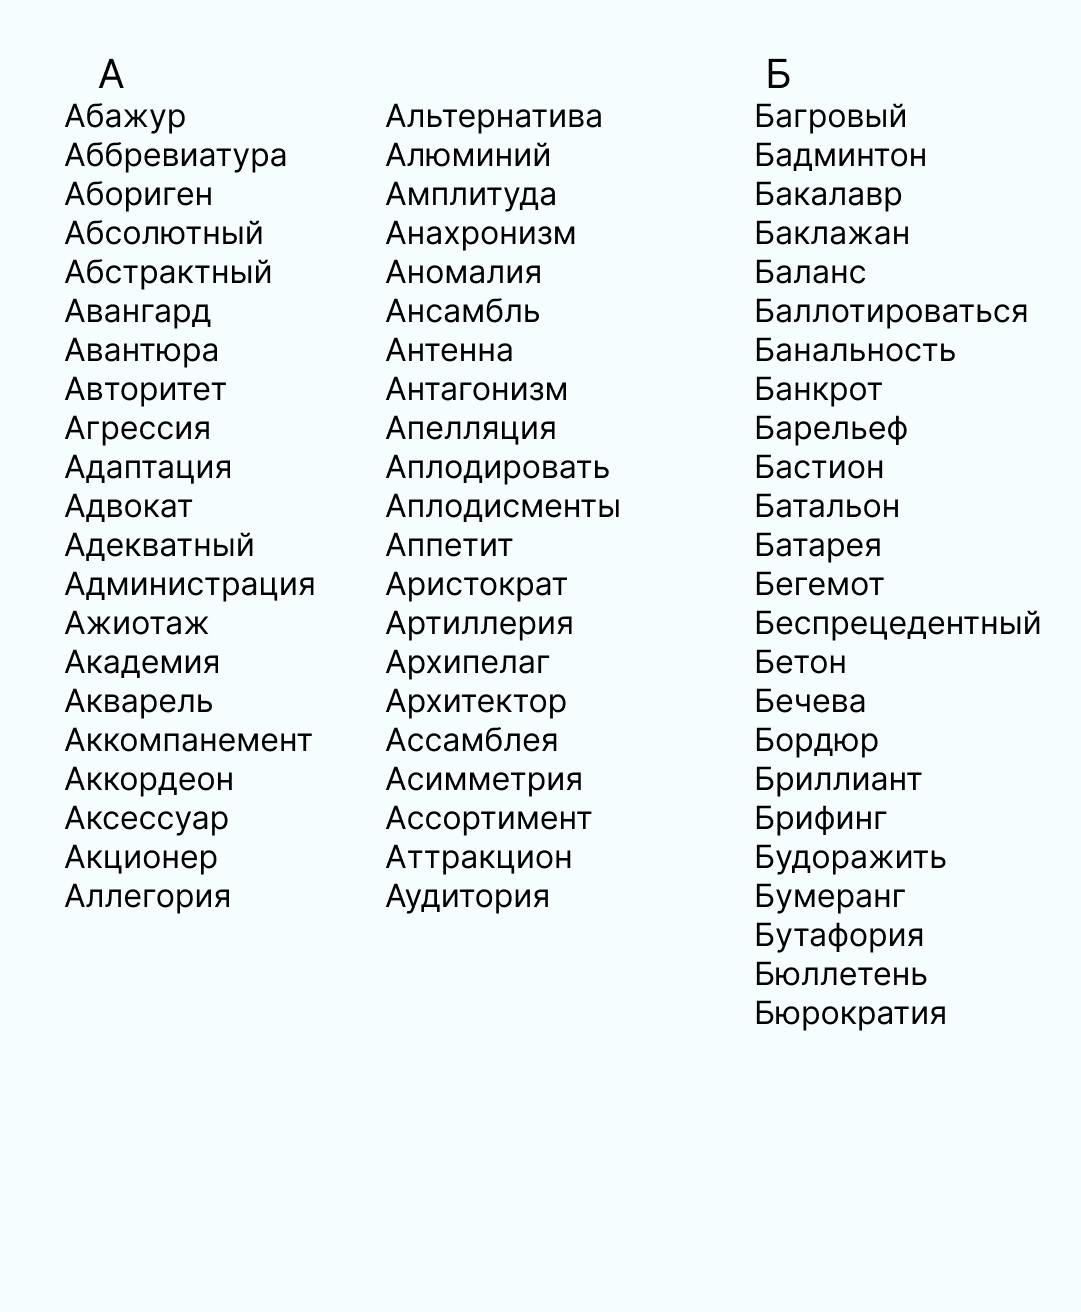 А
Абажур
Аббревиатура
Абориген
Абсолютный
Абстрактный
Авангард
Авантюра
Авторитет
Агрессия
Адаптация
Адвокат
Адекватный
Администрация
Ажиотаж
Академия
Акварель
Аккомпанемент
Аккордеон
Аксессуар
Акционер
Аллегория
Альтернатива
Алюминий
Амплитуда
Анахронизм
Аномалия
Ансамбль
Антенна
Антагонизм
Апелляция
Аплодировать
Аплодисменты
Аппетит
Аристократ
Артиллерия
Архипелаг
Архитектор
Ассамблея
Асимметрия
Ассортимент
Аттракцион
Аудитория
Б
Багровый
Бадминтон
Бакалавр
Баклажан
Баланс
Баллотироваться
Банальность
Банкрот
Барельеф
Бастион
Батальон
Батарея
Бегемот
Беспрецедентный
Бетон
Бечева
Бордюр
Бриллиант
Брифинг
Будоражить
Бумеранг
Бутафория
Бюллетень
Бюрократия